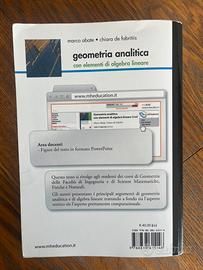 marco abate · chiara de fabritiis
geometria analitica
con elementi di algebra lineare
www.mheducation.it
Area docenti
- Figure del testo in formato PowerPoint
Questo testo si rivolge agli studenti dei corsi di Geometria
delle Facoltà di Ingegneria e di Scienze Matematiche,
Fisiche e Naturali.
Gli autori presentano i principali argomenti di geometria
analitica e di algebra lineare trattando a fondo sia l'aspetto
teorico sia l'aspetto prettamente computazionale.
www.mheducation.it